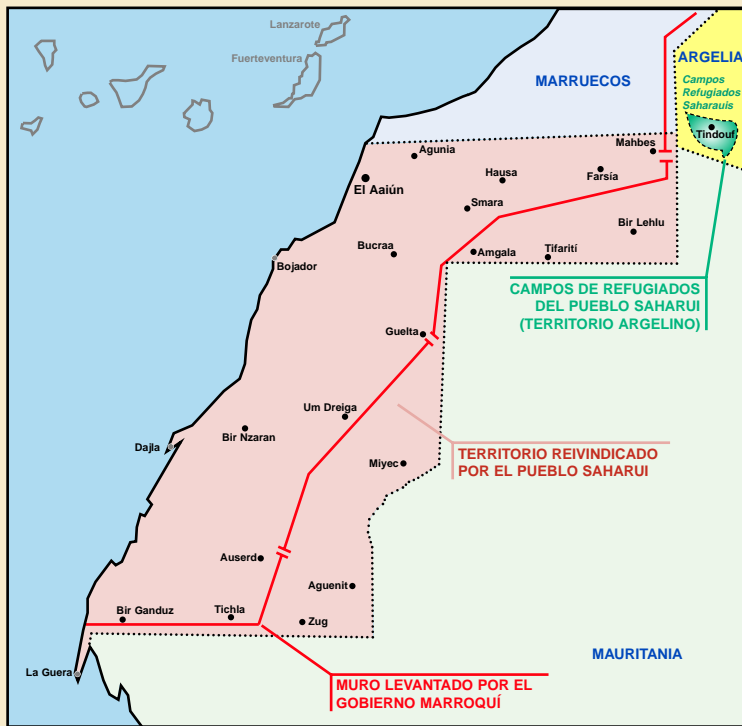 Lanzarote
Fuerteventura
MARRUECOS
ARGELIA
Campos
Refugiados
Saharauis
Tindouf
Mahbes
Agunia
Hausa
Farsía
El Aaiún
Smara
Bir Lehlu
Bucraa
Amgala
Tifarití
Bojador
CAMPOS DE REFUGIADOS
DEL PUEBLO SAHARUI
(TERRITORIO ARGELINO)
Guelta
Um Dreiga
Bir Nzaran
Dajla
TERRITORIO REIVINDICADO
POR EL PUEBLO SAHARUI
Miyec
Auserd
Aguenit
Bir Ganduz
Tichla
Zug
MAURITANIA
La Guera
MURO LEVANTADO POR EL
GOBIERNO MARROQUÍ